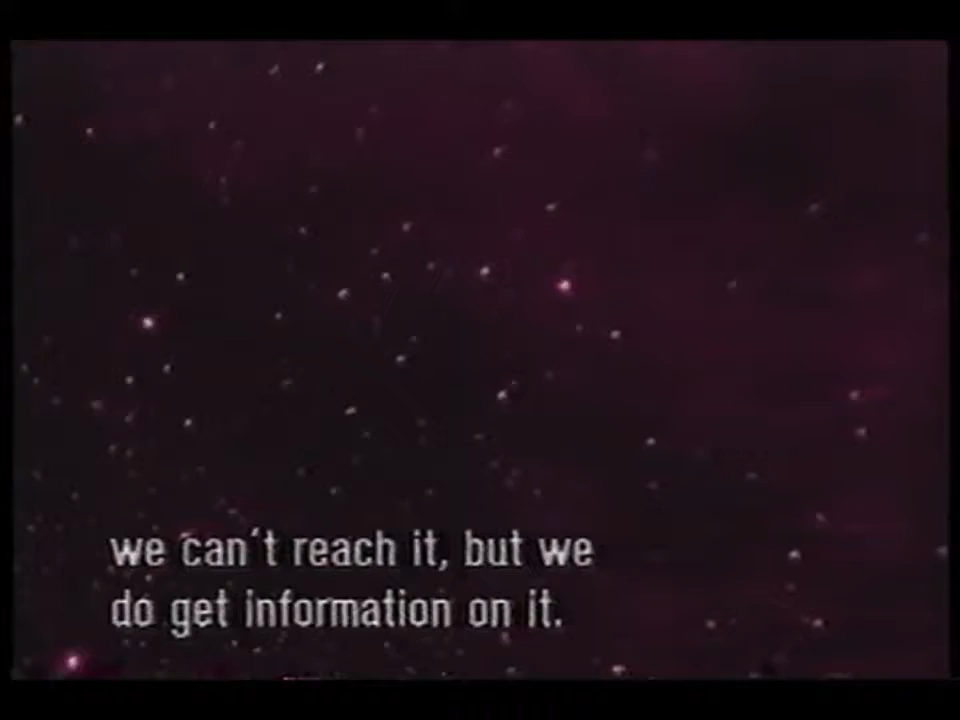 we can't reach it, but we
do get information on it.